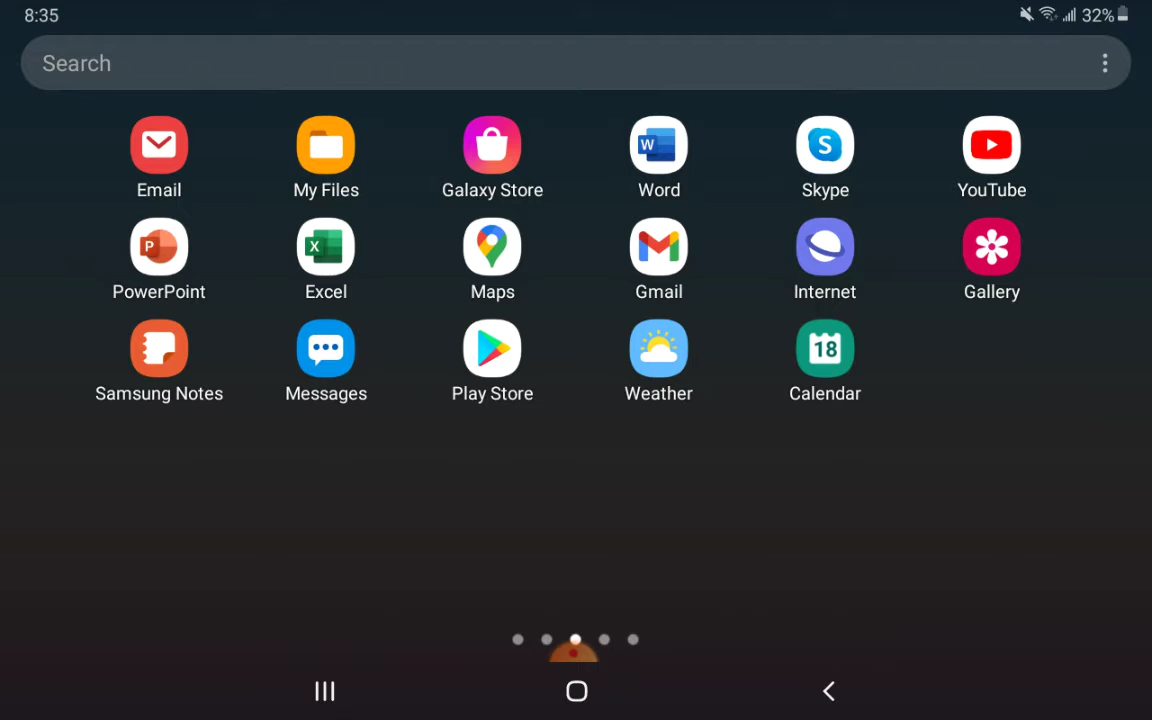 8:35 32%
Search
W S
Email My Files Galaxy Store Word Skype YouTube
P X
PowerPoint Excel Maps Gmail Internet Gallery
18
Samsung Notes Messages Play Store Weather Calendar